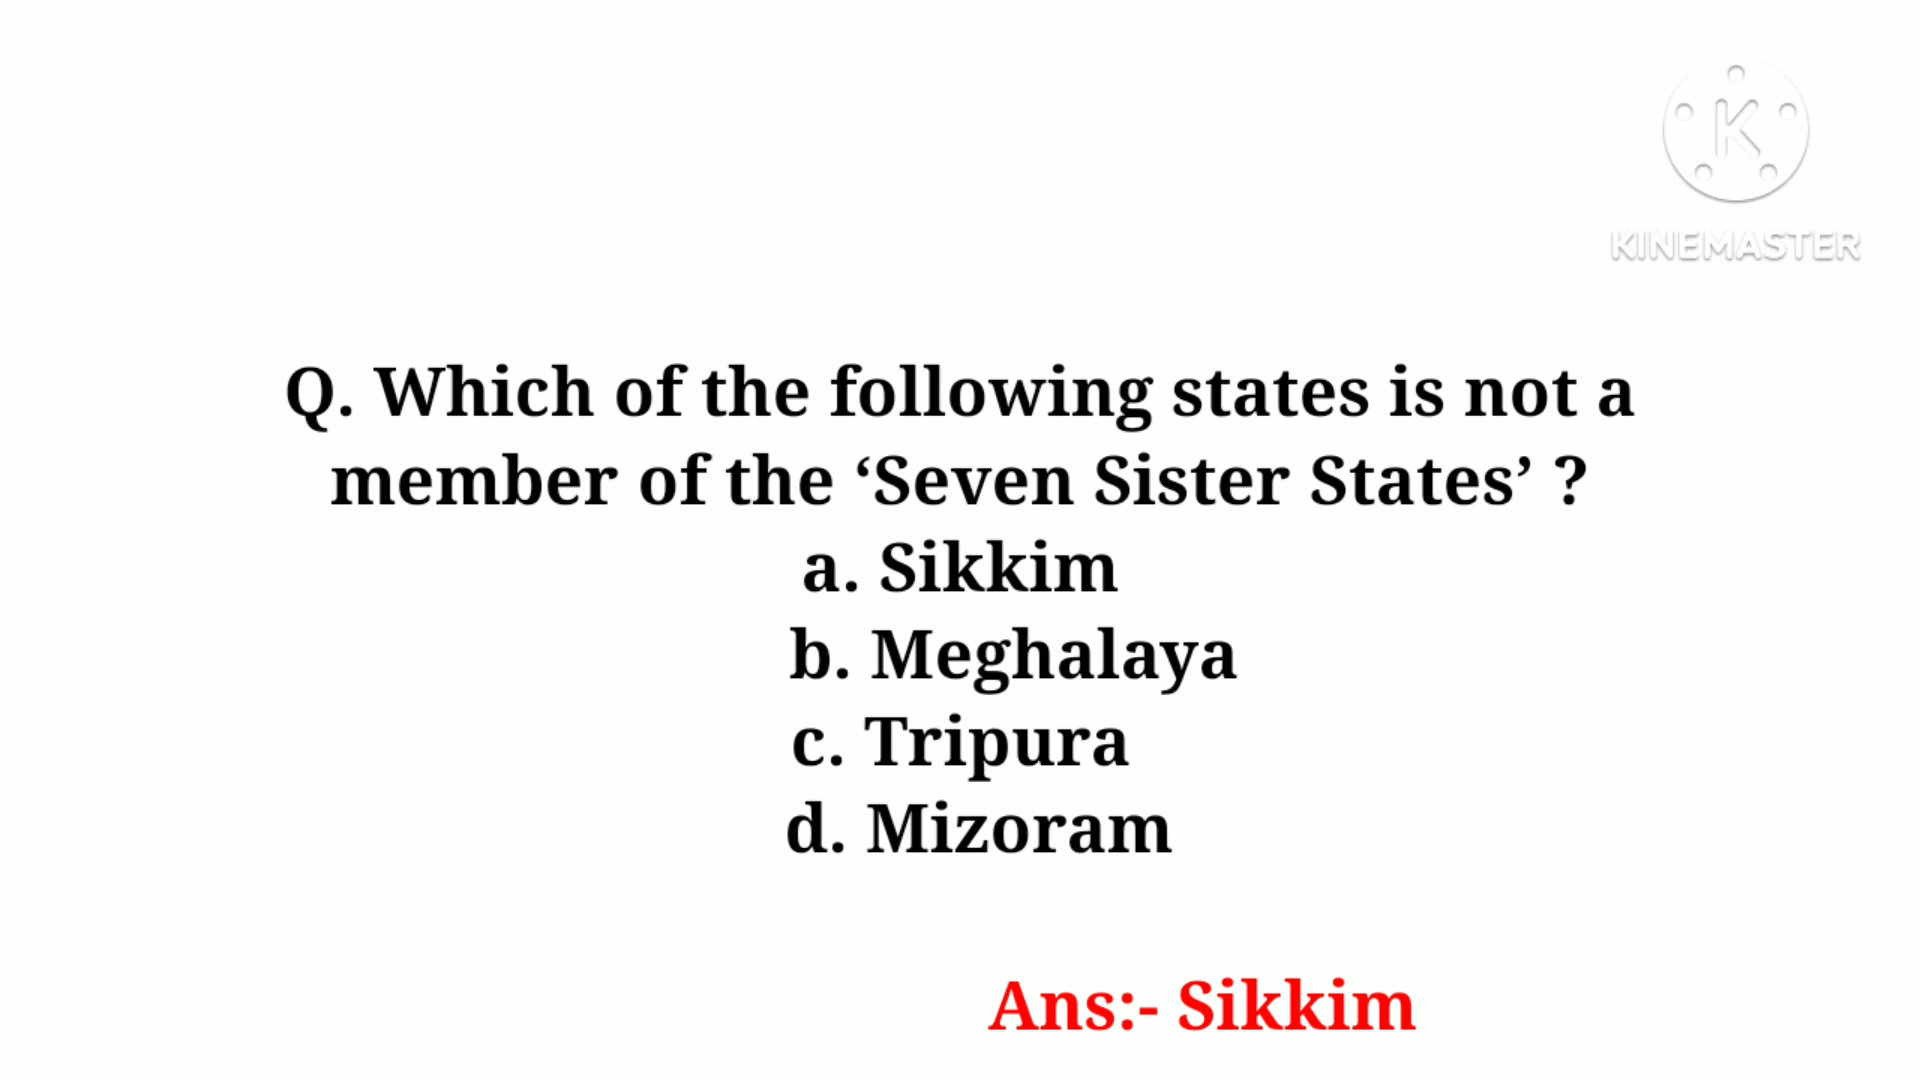 K
KINEMASTER
Q. Which of the following states is not a
member of the ‘Seven Sister States’ ?
a. Sikkim
b. Meghalaya
c. Tripura
d. Mizoram
Ans:- Sikkim